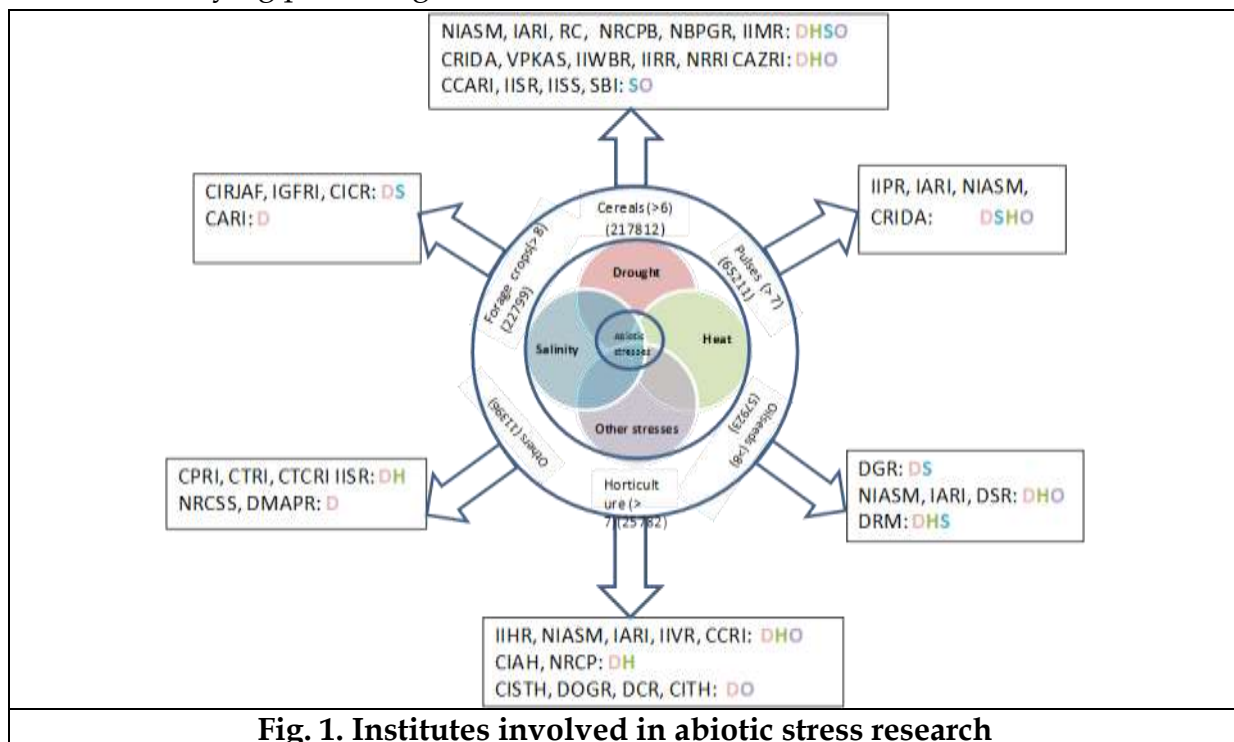 NIASM, IARI, RC, NRCPB, NBPGR, IIMR: DHSO
CRIDA, VPKAS, IIWBR, IIRR, NRRI CAZRI: DHO
CCARI, IISR, IISS, SBI: SO
CIRJAF, IGFRI, CICR: DS
CARI: D
IIPR, IARI, NIASM,
CRIDA: DSHO
Cereals (>6)
(217812)
Forage crops(> 8)
(22799)
Pulses (> 7)
(65211)
Drought
Salinity
abiotic
stresses
Heat
Other stresses
Others (11396)
Oilseeds (>8)
(57923)
Horticult
ure (>
7)(25782)
CPRI, CTRI, CTCRI IISR: DH
NRCSS, DMAPR: D
DGR: DS
NIASM, IARI, DSR: DHO
DRM: DHS
IIHR, NIASM, IARI, IIVR, CCRI: DHO
CIAH, NRCP: DH
CISTH, DOGR, DCR, CITH: DO
Fig. 1. Institutes involved in abiotic stress research